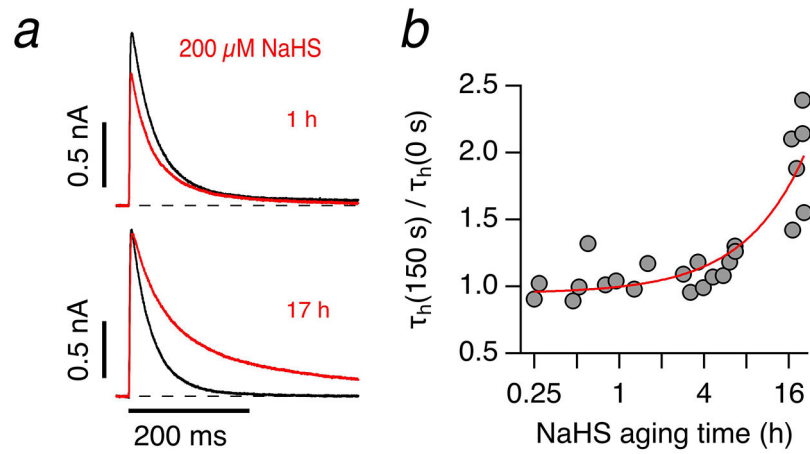 a
200 µM NaHS
1 h
0.5 nA
17 h
0.5 nA
200 ms
b
τh(150 s) / τh(0 s)
2.5
2.0
1.5
1.0
0.5
0.25
1
4
16
NaHS aging time (h)